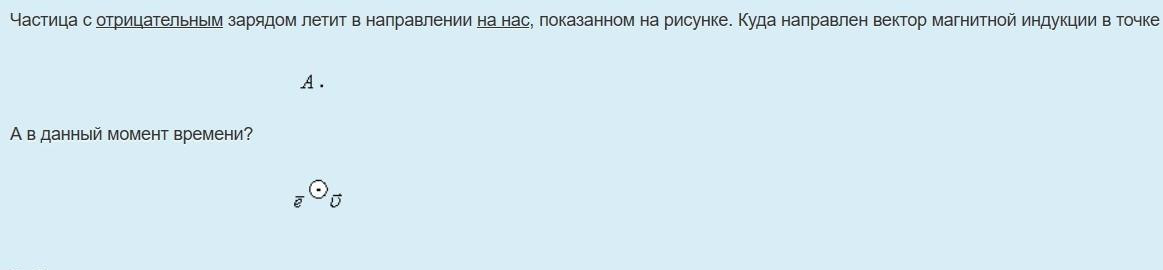 Частица с отрицательным зарядом летит в направлении на нас, показанном на рисунке. Куда направлен вектор магнитной индукции в точке
A .
А в данный момент времени?
e̅ ʋ⃗